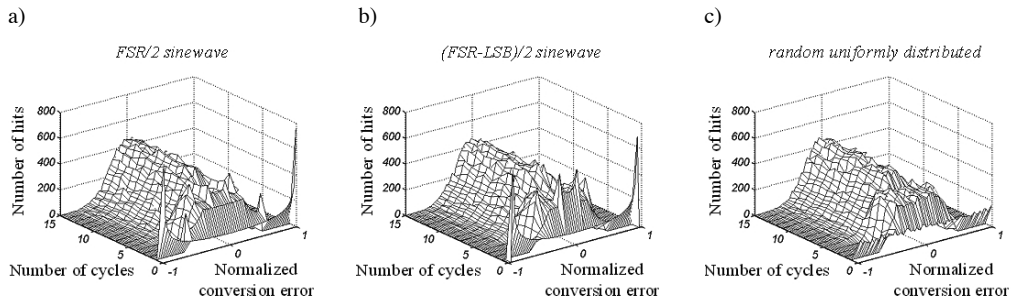 a)
FSR/2 sinewave
Number of hits
800
600
400
200
0
15
10
5
0
-1
0
1
Number of cycles
Normalized
conversion error
b)
(FSR-LSB)/2 sinewave
Number of hits
800
600
400
200
0
15
10
5
0
-1
0
1
Number of cycles
Normalized
conversion error
c)
random uniformly distributed
Number of hits
800
600
400
200
0
15
10
5
0
-1
0
1
Number of cycles
Normalized
conversion error